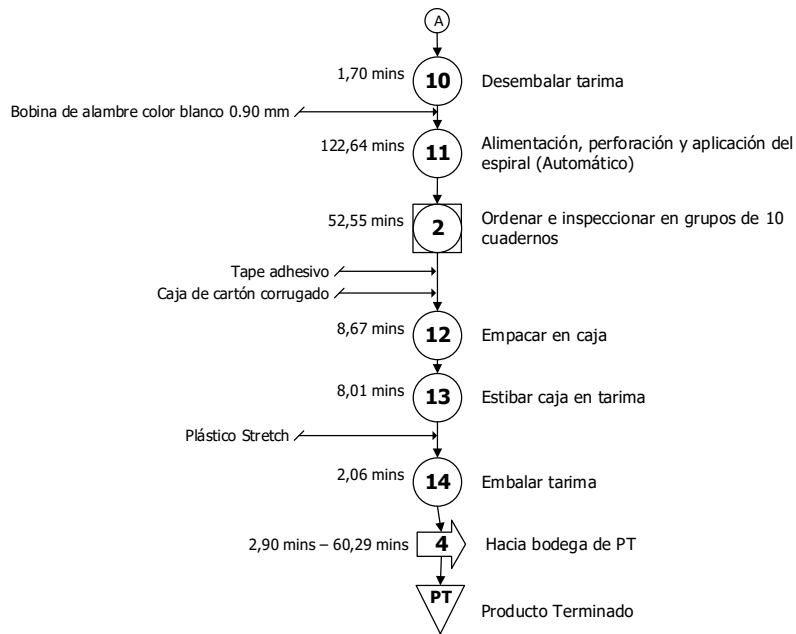 A
1,70 mins 10 Desembalar tarima
Bobina de alambre color blanco 0.90 mm
122,64 mins 11 Alimentación, perforación y aplicación del
espiral (Automático)
52,55 mins 2 Ordenar e inspeccionar en grupos de 10
cuadernos
Tape adhesivo
Caja de cartón corrugado
8,67 mins 12 Empacar en caja
8,01 mins 13 Estibar caja en tarima
Plástico Stretch
2,06 mins 14 Embalar tarima
2,90 mins – 60,29 mins 4 Hacia bodega de PT
PT Producto Terminado